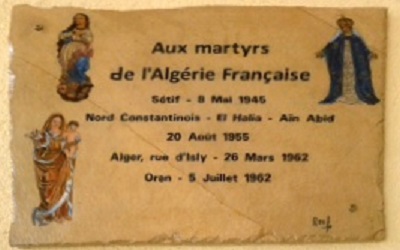 Aux martyrs
de l'Algérie Française
Sétif - 8 Mai 1945
Nord Constantinois - El Halia - Aïn Abid
20 Août 1955
Alger, rue d'Isly - 26 Mars 1962
Oran - 5 Juillet 1962